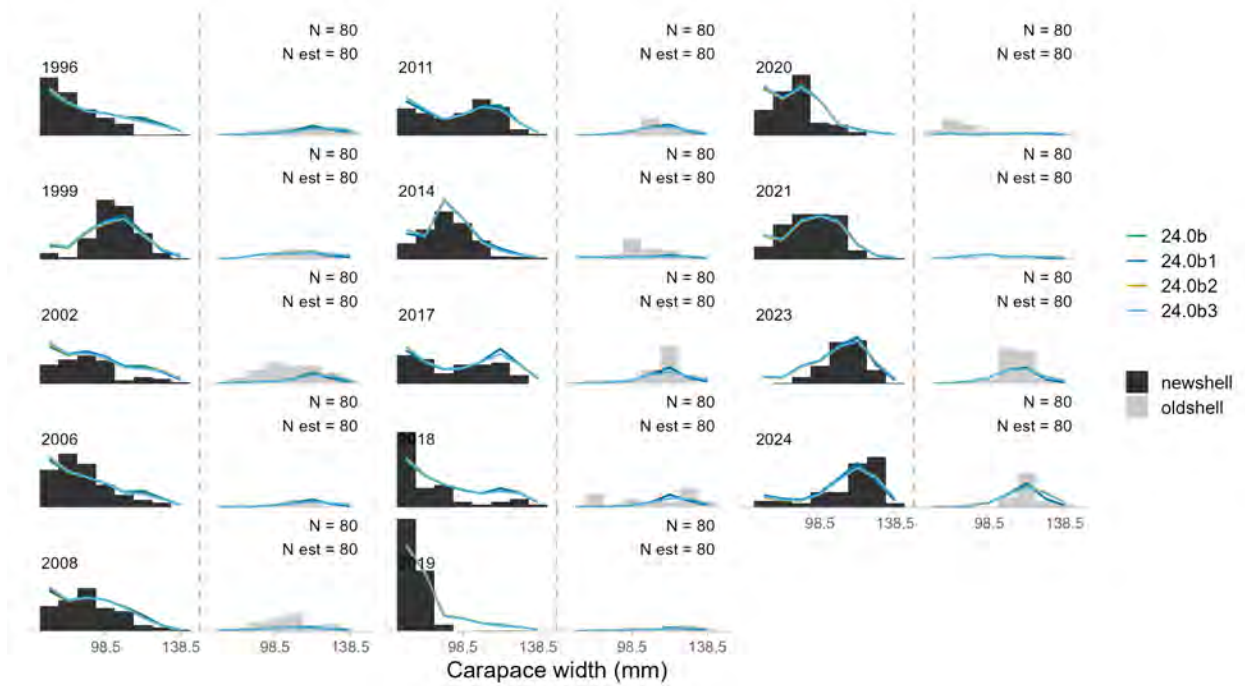 N = 80
N est = 80
1996
N = 80
N est = 80
2011
N = 80
N est = 80
2020
N = 80
N est = 80
1999
N = 80
N est = 80
2014
N = 80
N est = 80
2021
N = 80
N est = 80
2002
N = 80
N est = 80
2017
N = 80
N est = 80
2023
N = 80
N est = 80
2006
N = 80
N est = 80
2018
N = 80
N est = 80
2024
98.5 138.5 98.5 138.5
N = 80
N est = 80
2008
N = 80
N est = 80
2019
98.5 138.5 98.5 138.5 98.5 138.5 98.5 138.5
Carapace width (mm)
24.0b
24.0b1
24.0b2
24.0b3
newshell
oldshell